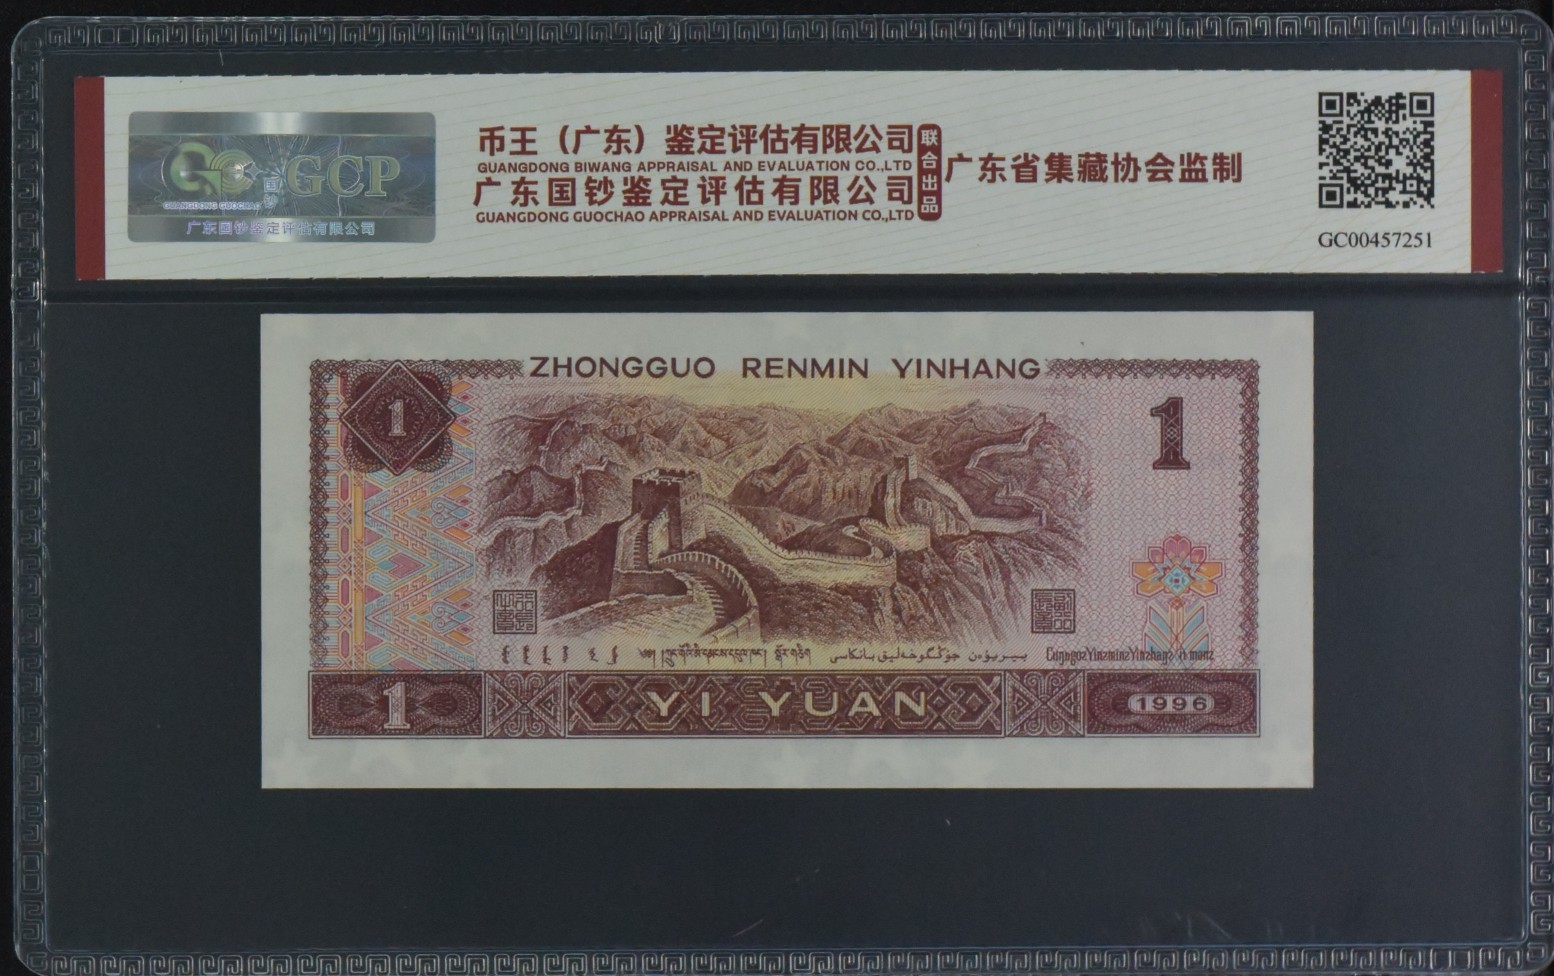 GCP
GUANGDONG GUOCHAO
国
钞
广东国钞鉴定评估有限公司
币王（广东）鉴定评估有限公司
GUANGDONG BIWANG APPRAISAL AND EVALUATION CO.,LTD
广东国钞鉴定评估有限公司
GUANGDONG GUOCHAO APPRAISAL AND EVALUATION CO.,LTD
联合出品
广东省集藏协会监制
GC00457251
ZHONGGUO RENMIN YINHANG
1
1
جۇڭگوخەلىق بانكاسى
1
YI YUAN
1996